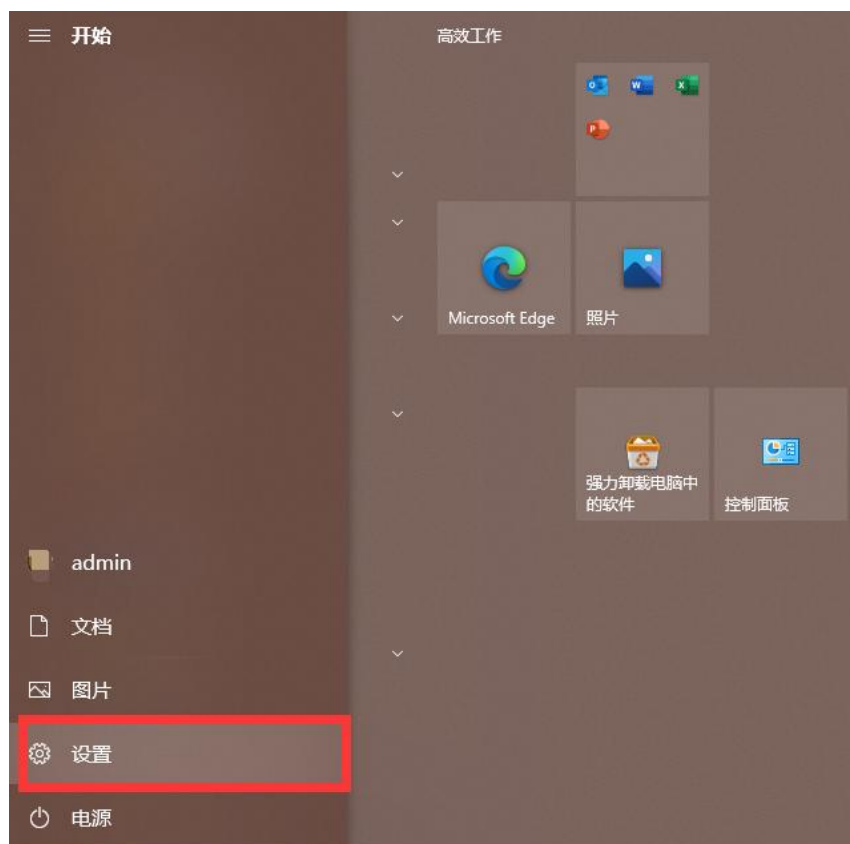 开始
高效工作
Microsoft Edge
照片
强力卸载电脑中
的软件
控制面板
admin
文档
图片
设置
电源